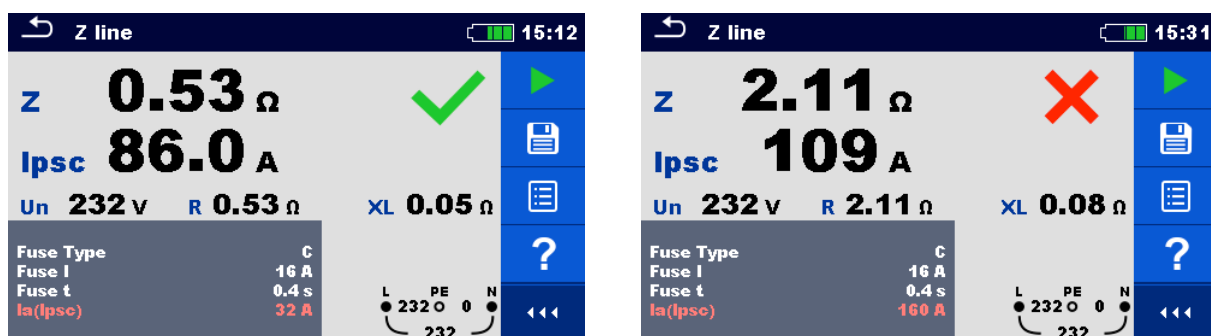 Z line 15:12
Z 0.53 Ω
Ipsc 86.0 A
Un 232 V R 0.53 Ω XL 0.05 Ω
Fuse Type C
Fuse I 16 A
Fuse t 0.4 s
Ia(Ipsc) 32 A
L PE N
232 0
232
?
Z line 15:31
Z 2.11 Ω
Ipsc 109 A
Un 232 V R 2.11 Ω XL 0.08 Ω
Fuse Type C
Fuse I 16 A
Fuse t 0.4 s
Ia(Ipsc) 160 A
L PE N
232 0
232
?